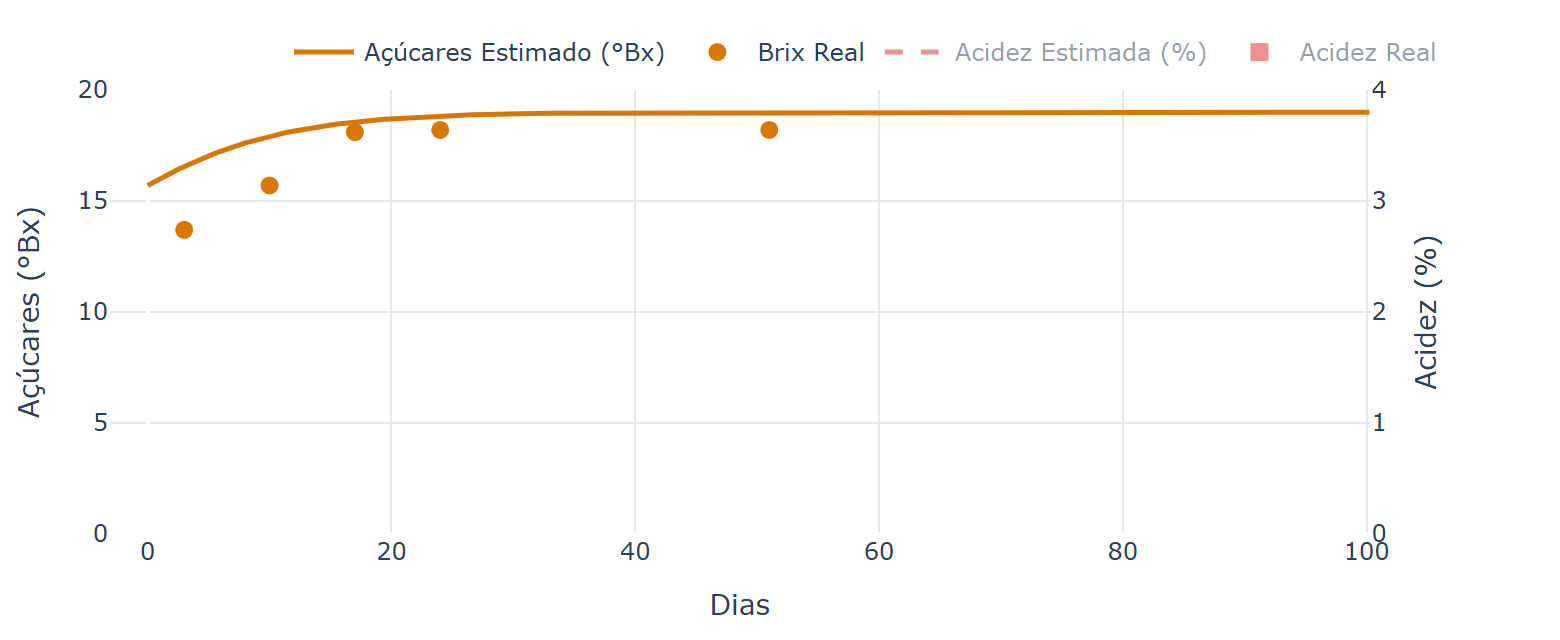 Açúcares Estimado (°Bx) Brix Real Acidez Estimada (%) Acidez Real
20
15
10
5
0
Açúcares (°Bx)
4
3
2
1
0
Acidez (%)
0 20 40 60 80 100
Dias